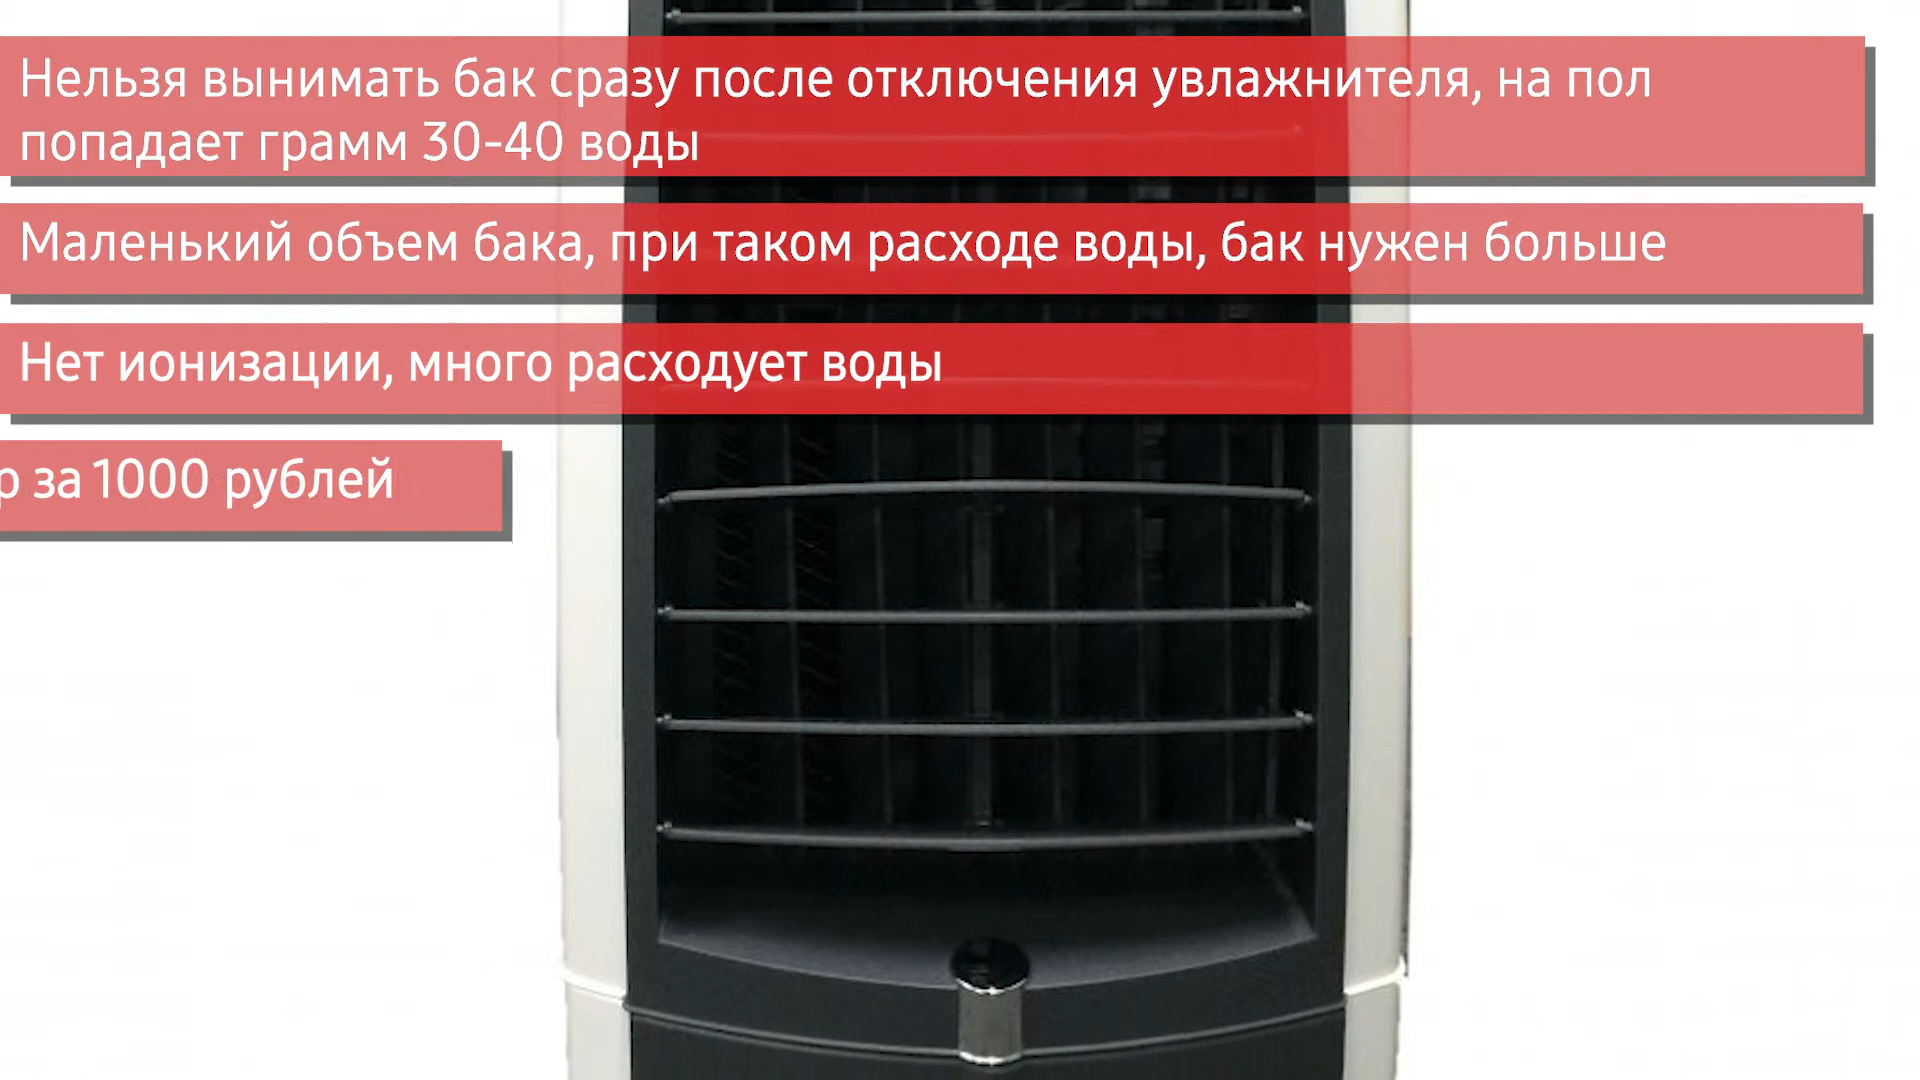 Нельзя вынимать бак сразу после отключения увлажнителя, на пол
попадает грамм 30-40 воды
Маленький объем бака, при таком расходе воды, бак нужен больше
Нет ионизации, много расходует воды
за 1000 рублей